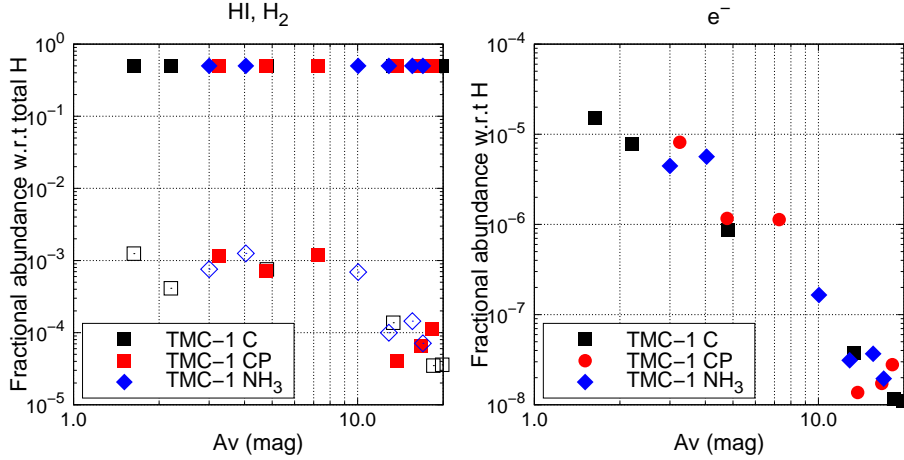 HI, H₂
Fractional abundance w.r.t total H
10⁰
10⁻¹
10⁻²
10⁻³
10⁻⁴
10⁻⁵
1.0
10.0
Av (mag)
TMC−1 C
TMC−1 CP
TMC−1 NH₃
e⁻
Fractional abundance w.r.t H
10⁻⁴
10⁻⁵
10⁻⁶
10⁻⁷
10⁻⁸
1.0
10.0
Av (mag)
TMC−1 C
TMC−1 CP
TMC−1 NH₃